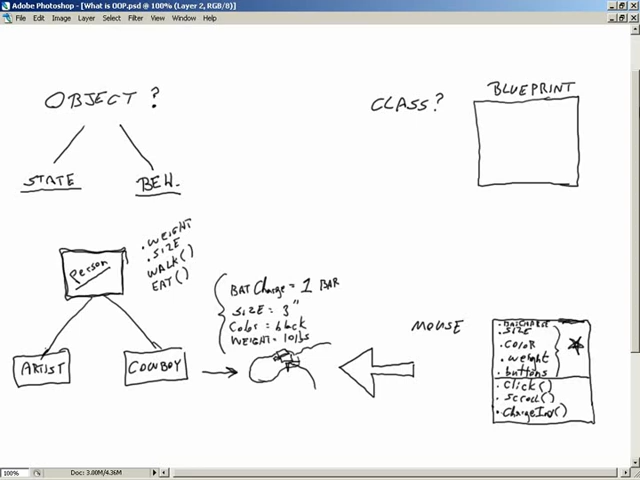 Adobe Photoshop - [What is OOP.psd @ 100% (Layer 2, RGB/8)]
File Edit Image Layer Select Filter View Window Help
OBJECT ?
CLASS?
BLUEPRINT
STATE
BEH.
.WEIGHT
.SIZE
WALK()
EAT()
Person
BAT Charge = 1 BAR
SIZE = 3"
Color = black
WEIGHT = 10lbs
ARTIST
COWBOY
MOUSE
.SIZE
.COLOR
.weight
.buttons
.Click()
.scroll()
100%
Doc: 3.00M/4.36M